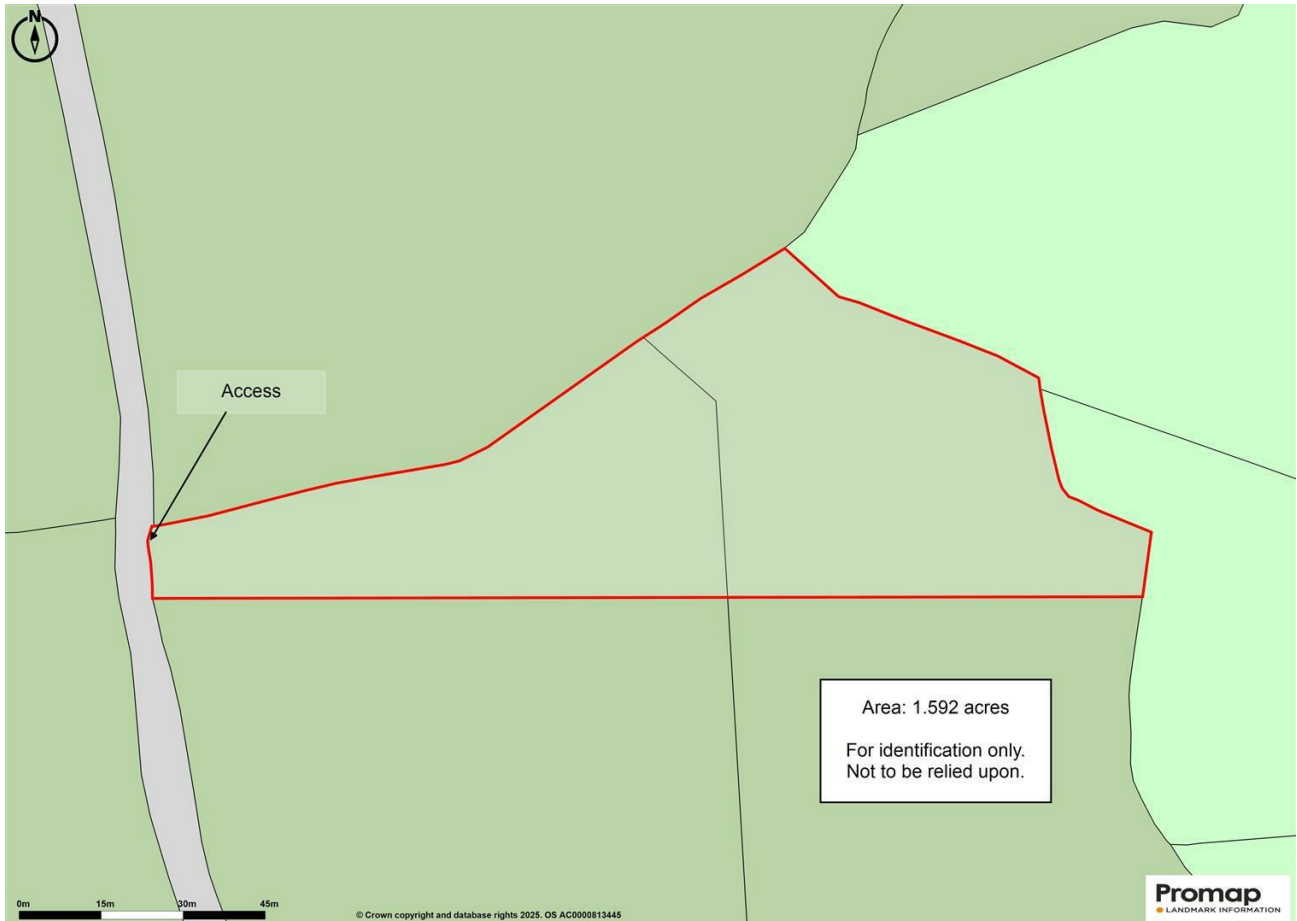 N
Access
Area: 1.592 acres
For identification only.
Not to be relied upon.
0m 15m 30m 45m
© Crown copyright and database rights 2025. OS AC0000813445
Promap
LANDMARK INFORMATION